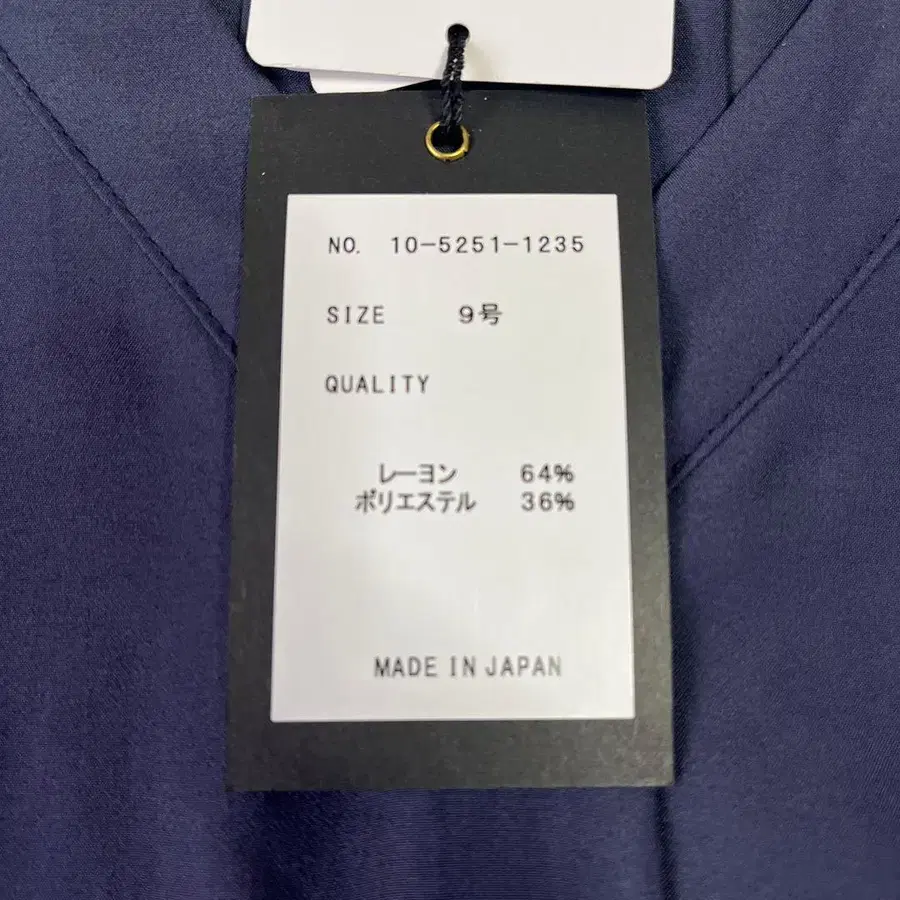 NO. 10-5251-1235
SIZE 9号
QUALITY
レーヨン 64%
ポリエステル 36%
MADE IN JAPAN